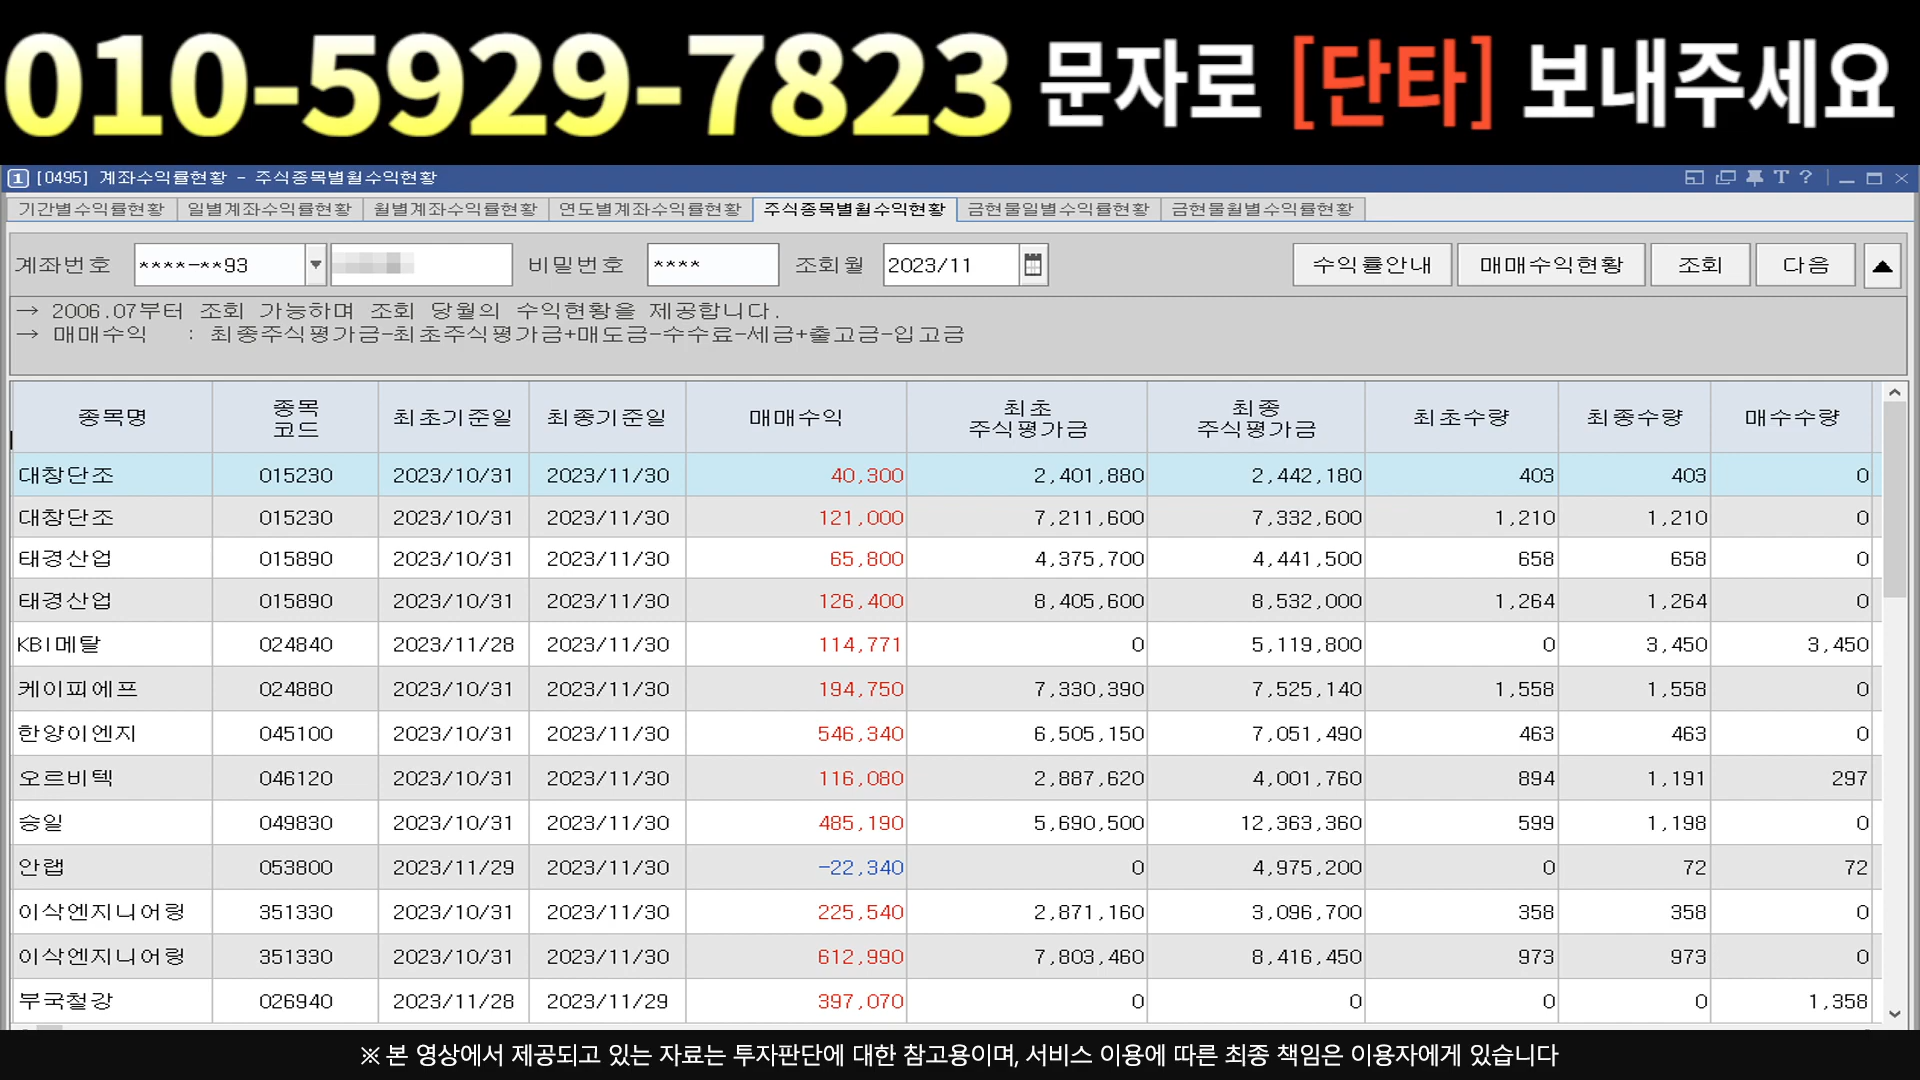 010-5929-7823 문자로 [단타] 보내주세요
1 [0495] 계좌수익률현황 - 주식종목별월수익현황
기간별수익률현황 일별계좌수익률현황 월별계좌수익률현황 연도별계좌수익률현황 주식종목별월수익현황 금현물일별수익률현황 금현물월별수익률현황
계좌번호 ****-**93 비밀번호 **** 조회월 2023/11 수익률안내 매매수익현황 조회 다음
→ 2006.07부터 조회 가능하며 조회 당월의 수익현황을 제공합니다.
→ 매매수익 : 최종주식평가금-최초주식평가금+매도금-수수료-세금+출고금-입고금
종목명 종목코드 최초기준일 최종기준일 매매수익 최초주식평가금 최종주식평가금 최초수량 최종수량 매수수량
대창단조 015230 2023/10/31 2023/11/30 40,300 2,401,880 2,442,180 403 403 0
대창단조 015230 2023/10/31 2023/11/30 121,000 7,211,600 7,332,600 1,210 1,210 0
태경산업 015890 2023/10/31 2023/11/30 65,800 4,375,700 4,441,500 658 658 0
태경산업 015890 2023/10/31 2023/11/30 126,400 8,405,600 8,532,000 1,264 1,264 0
KBI메탈 024840 2023/11/28 2023/11/30 114,771 0 5,119,800 0 3,450 3,450
케이피에프 024880 2023/10/31 2023/11/30 194,750 7,330,390 7,525,140 1,558 1,558 0
한양이엔지 045100 2023/10/31 2023/11/30 546,340 6,505,150 7,051,490 463 463 0
오르비텍 046120 2023/10/31 2023/11/30 116,080 2,887,620 4,001,760 894 1,191 297
승일 049830 2023/10/31 2023/11/30 485,190 5,690,500 12,363,360 599 1,198 0
안랩 053800 2023/11/29 2023/11/30 -22,340 0 4,975,200 0 72 72
이삭엔지니어링 351330 2023/10/31 2023/11/30 225,540 2,871,160 3,096,700 358 358 0
이삭엔지니어링 351330 2023/10/31 2023/11/30 612,990 7,803,460 8,416,450 973 973 0
부국철강 026940 2023/11/28 2023/11/29 397,070 0 0 0 0 1,358
※ 본 영상에서 제공되고 있는 자료는 투자판단에 대한 참고용이며, 서비스 이용에 따른 최종 책임은 이용자에게 있습니다